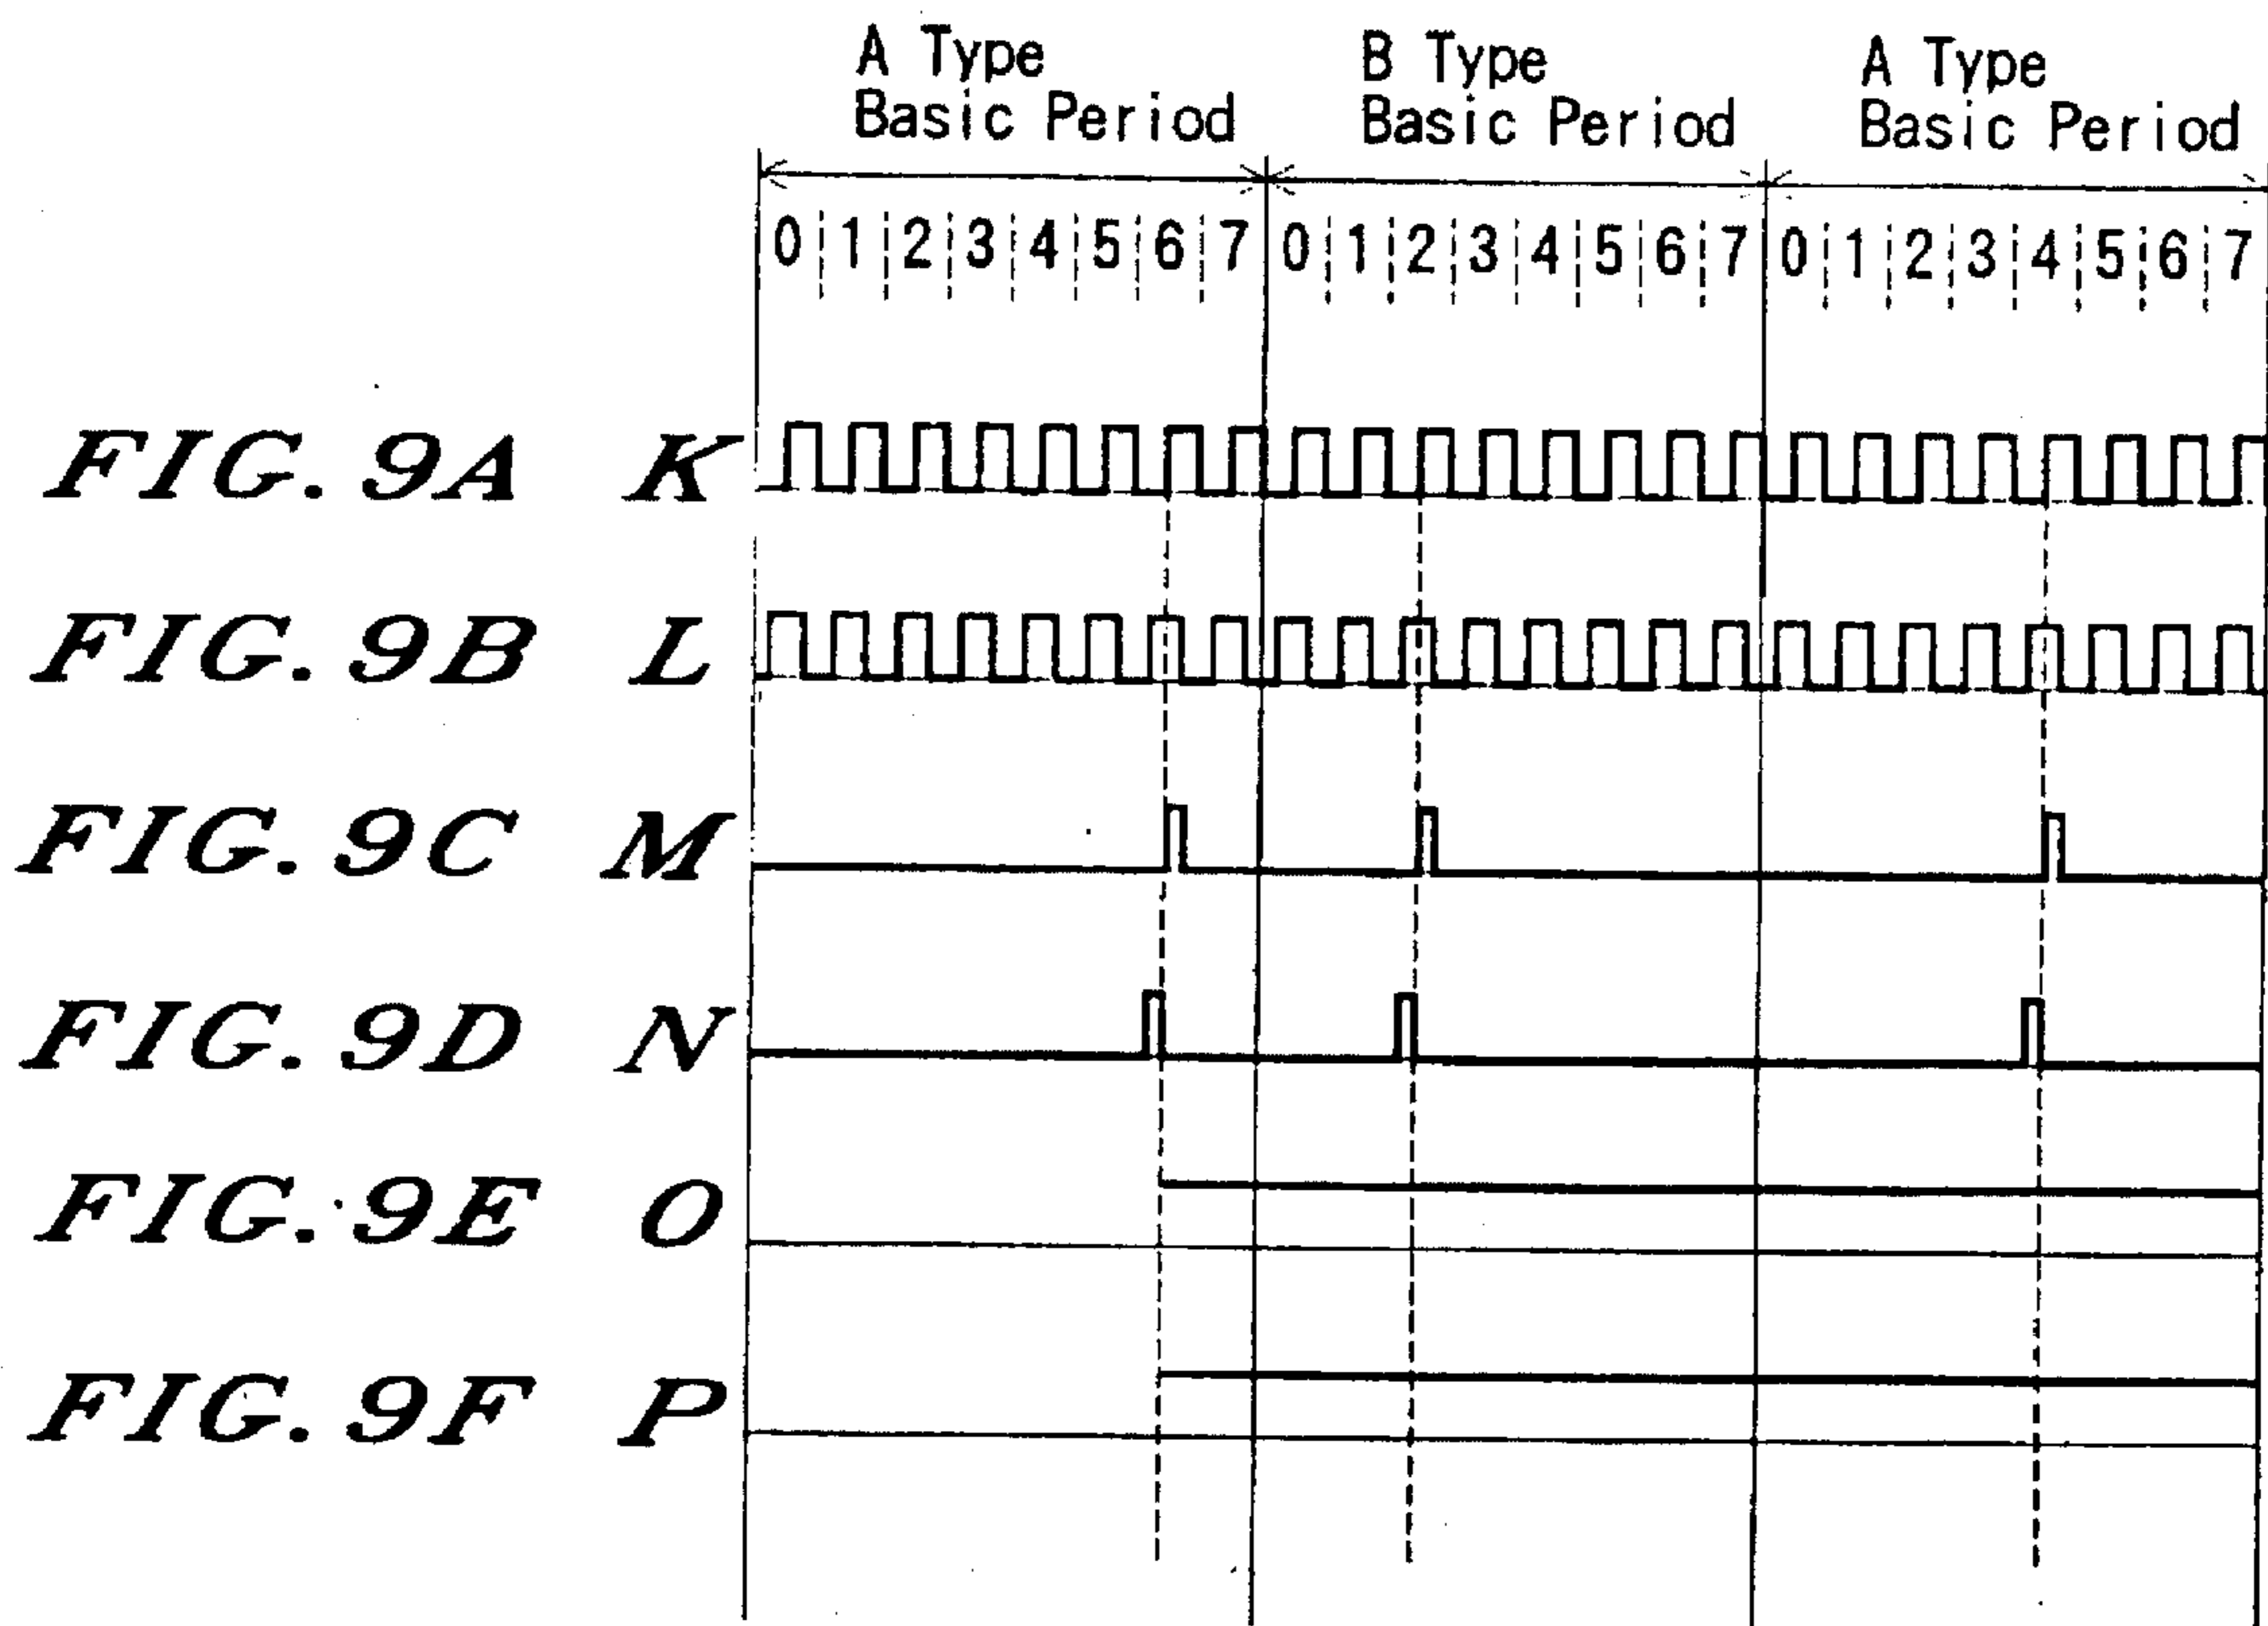 A Type
Basic Period
B Type
Basic Period
A Type
Basic Period
0 1 2 3 4 5 6 7 0 1 2 3 4 5 6 7 0 1 2 3 4 5 6 7
FIG. 9A K
FIG. 9B L
FIG. 9C M
FIG. 9D N
FIG. 9E O
FIG. 9F P